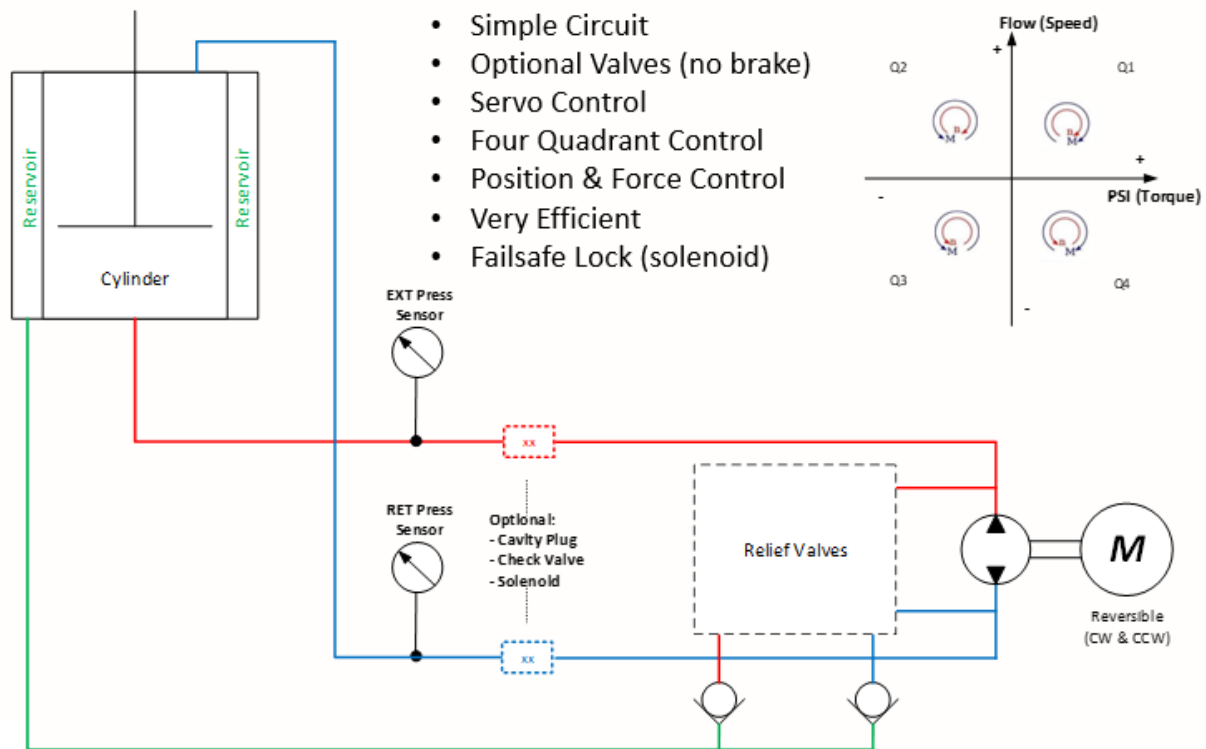 • Simple Circuit
• Optional Valves (no brake)
• Servo Control
• Four Quadrant Control
• Position & Force Control
• Very Efficient
• Failsafe Lock (solenoid)
Flow (Speed)
+
Q2
Q1
n
M
n
M
+
-
PSI (Torque)
n
M
n
M
Q3
Q4
-
Reservoir
Reservoir
Cylinder
EXT Press
Sensor
xx
RET Press
Sensor
Optional:
- Cavity Plug
- Check Valve
- Solenoid
xx
Relief Valves
M
Reversible
(CW & CCW)